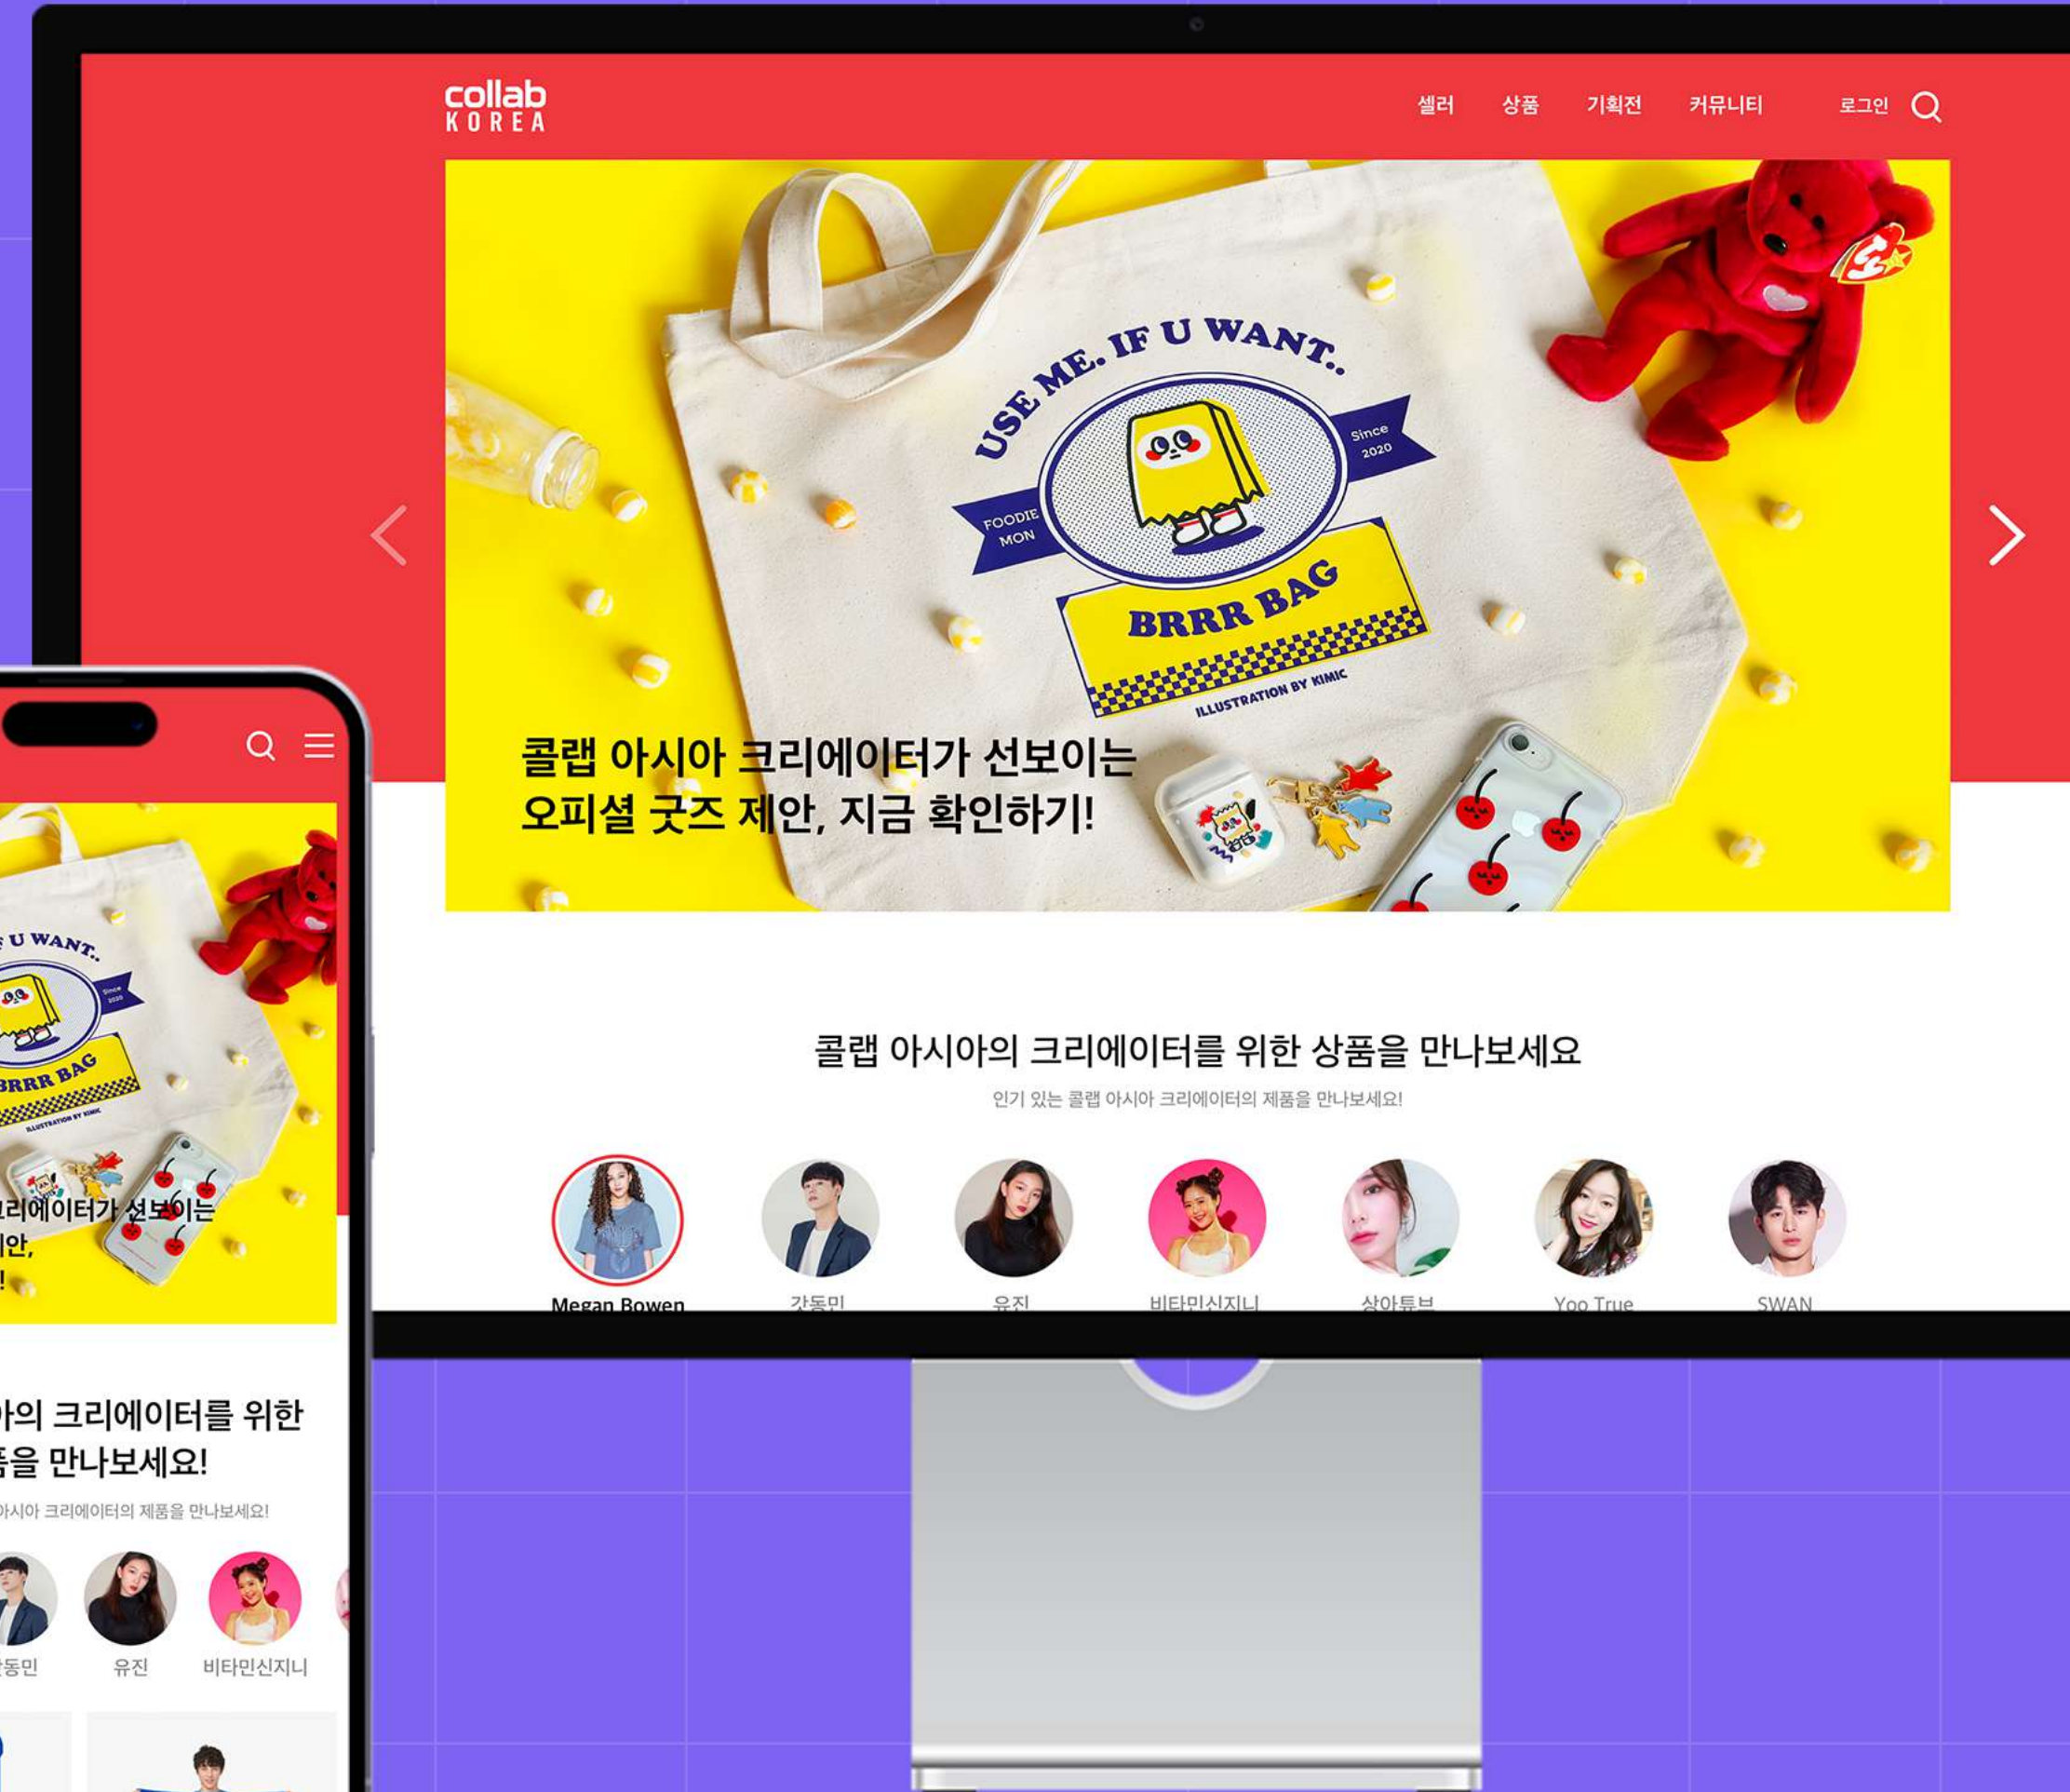 collab
KOREA
셀러 상품 기획전 커뮤니티 로그인
USE ME. IF U WANT..
Since
2020
FOODIE
MON
BRRR BAG
ILLUSTRATION BY KIMIC
콜랩 아시아 크리에이터가 선보이는
오피셜 굿즈 제안, 지금 확인하기!
콜랩 아시아의 크리에이터를 위한 상품을 만나보세요
인기 있는 콜랩 아시아 크리에이터의 제품을 만나보세요!
Megan Bowen 갓동민 유진 비타민신지니 상아튜브 Yoo True SWAN
U WANT..
Since
2020
BRRR BAG
ILLUSTRATION BY KIMIC
리에이터가 선보이는
안,
!
의 크리에이터를 위한
을 만나보세요!
아시아 크리에이터의 제품을 만나보세요!
동민 유진 비타민신지니